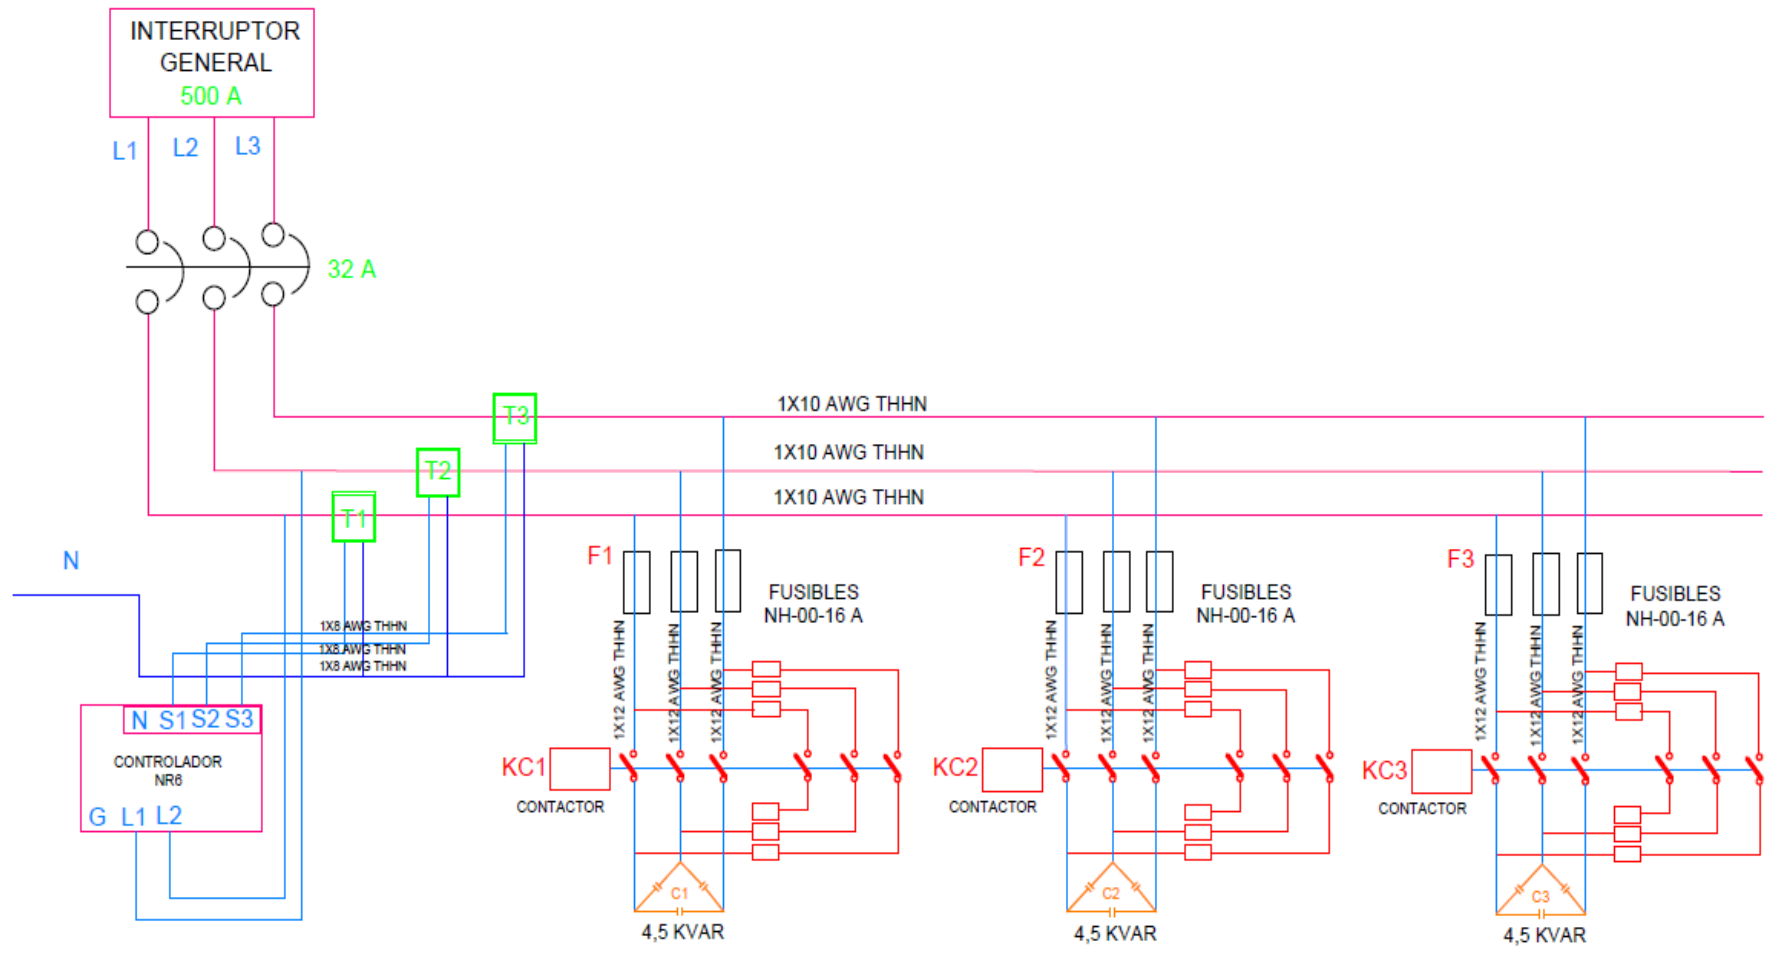 INTERRUPTOR
GENERAL
500 A
L1
L2
L3
32 A
T3
1X10 AWG THHN
T2
1X10 AWG THHN
T1
1X10 AWG THHN
N
F1
FUSIBLES
NH-00-16 A
F2
FUSIBLES
NH-00-16 A
F3
FUSIBLES
NH-00-16 A
1X8 AWG THHN
1X8 AWG THHN
1X8 AWG THHN
1X12 AWG THHN
1X12 AWG THHN
1X12 AWG THHN
1X12 AWG THHN
1X12 AWG THHN
1X12 AWG THHN
1X12 AWG THHN
1X12 AWG THHN
1X12 AWG THHN
N S1 S2 S3
CONTROLADOR
NR6
G L1 L2
KC1
CONTACTOR
KC2
CONTACTOR
KC3
CONTACTOR
C1
4,5 KVAR
C2
4,5 KVAR
C3
4,5 KVAR